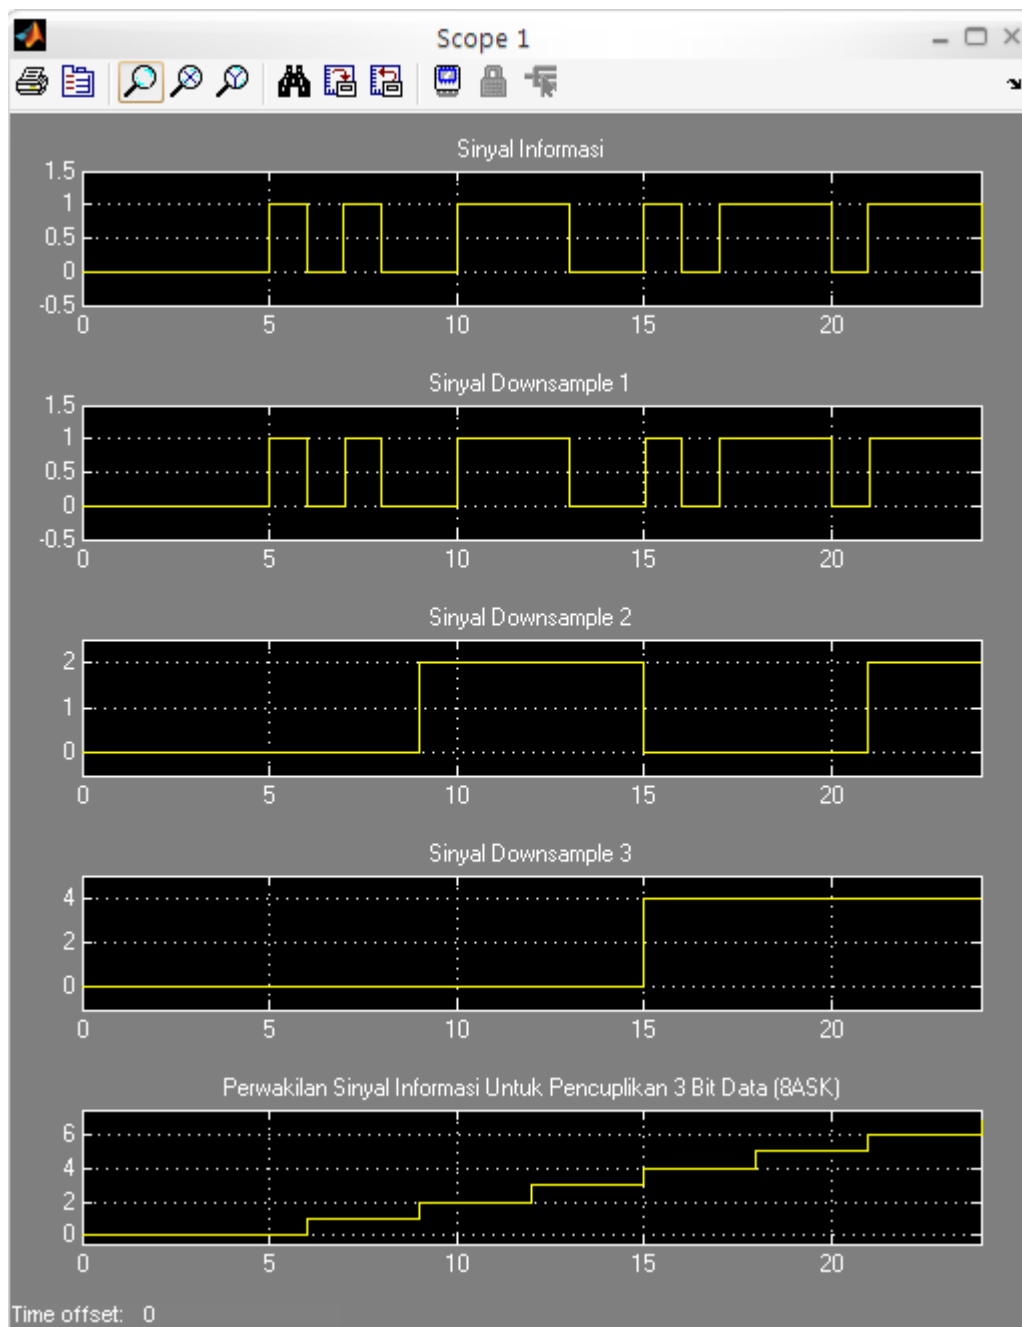 Scope 1
Sinyal Informasi
1.5
1
0.5
0
-0.5
0 5 10 15 20
Sinyal Downsample 1
1.5
1
0.5
0
-0.5
0 5 10 15 20
Sinyal Downsample 2
2
1
0
0 5 10 15 20
Sinyal Downsample 3
4
2
0
0 5 10 15 20
Perwakilan Sinyal Informasi Untuk Pencuplikan 3 Bit Data (8ASK)
6
4
2
0
0 5 10 15 20
Time offset: 0